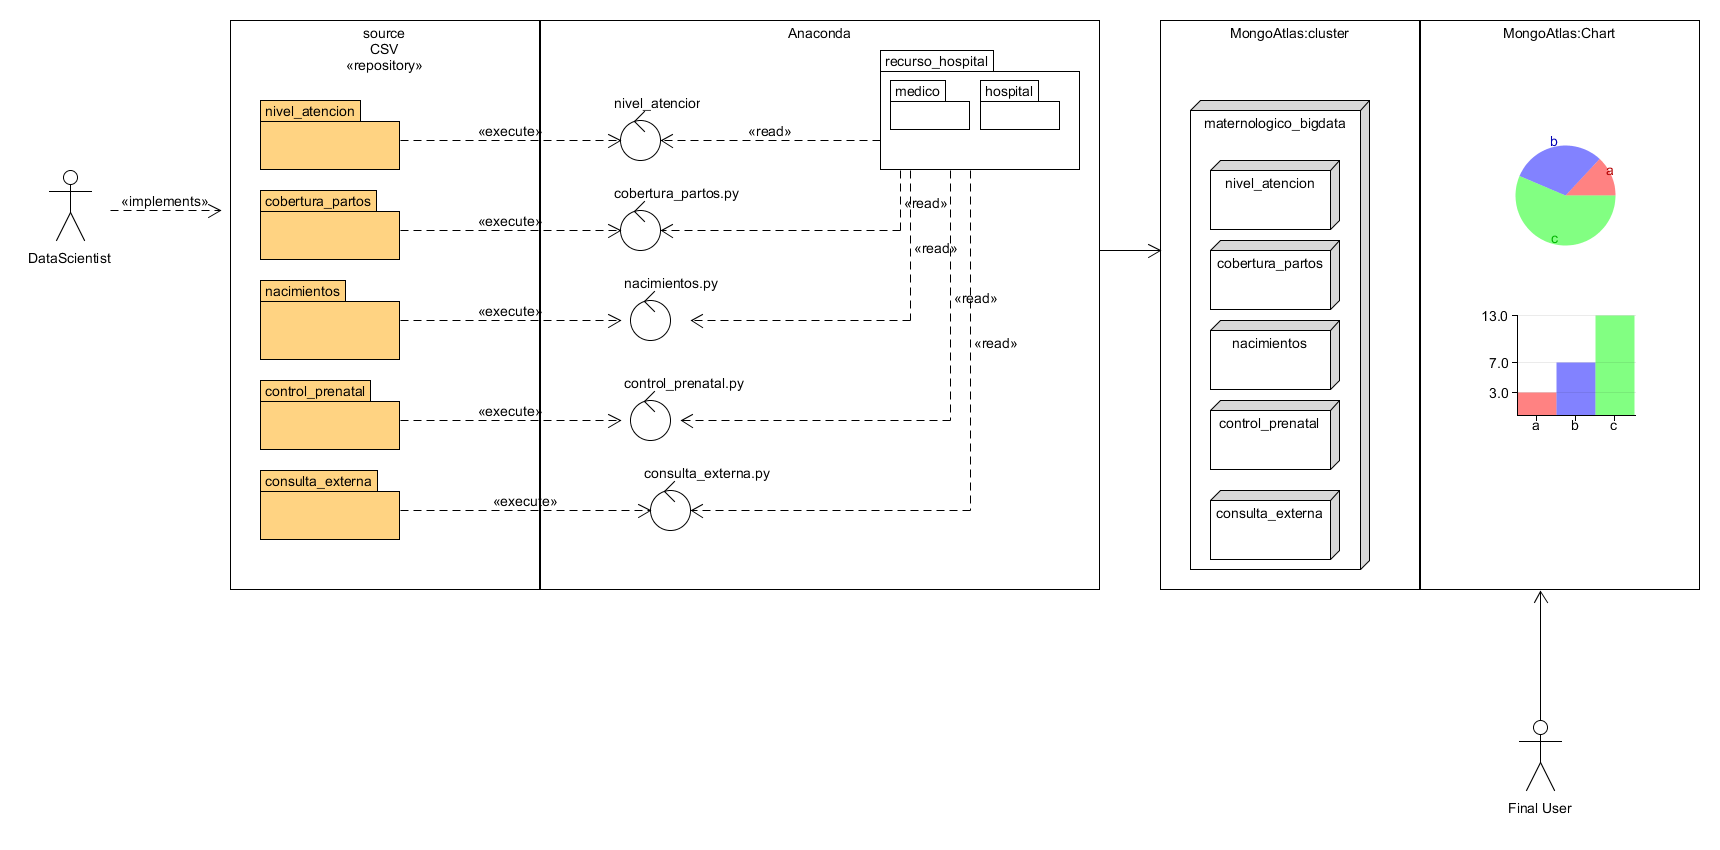 source
CSV
«repository»
Anaconda
MongoAtlas:cluster
MongoAtlas:Chart
recurso_hospital
medico
hospital
nivel_atencion
nivel_atencior
«execute»
«read»
maternologico_bigdata
nivel_atencion
b
a
c
DataScientist
«implements»
cobertura_partos
cobertura_partos.py
«execute»
«read»
cobertura_partos
nacimientos
nacimientos.py
«execute»
«read»
nacimientos
control_prenatal
control_prenatal.py
«execute»
«read»
control_prenatal
consulta_externa
consulta_externa.py
«execute»
«read»
consulta_externa
13.0
7.0
3.0
a
b
c
Final User